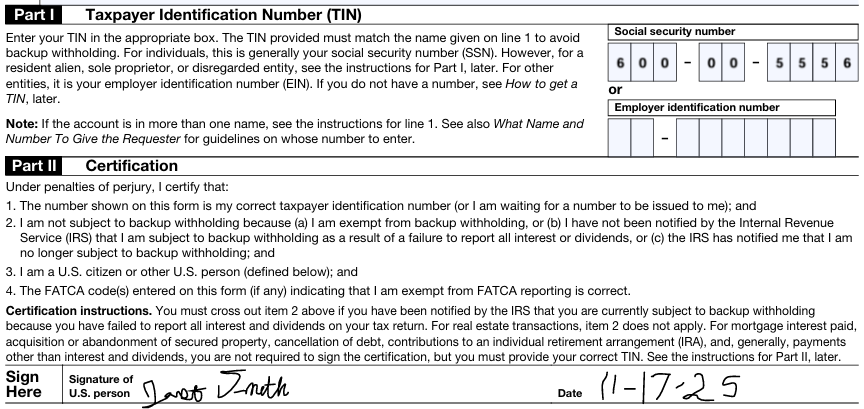 Part I Taxpayer Identification Number (TIN)
Enter your TIN in the appropriate box. The TIN provided must match the name given on line 1 to avoid
backup withholding. For individuals, this is generally your social security number (SSN). However, for a
resident alien, sole proprietor, or disregarded entity, see the instructions for Part I, later. For other
entities, it is your employer identification number (EIN). If you do not have a number, see How to get a
TIN, later.
Note: If the account is in more than one name, see the instructions for line 1. See also What Name and
Number To Give the Requester for guidelines on whose number to enter.
Social security number
6 0 0 – 0 0 – 5 5 5 6
or
Employer identification number
–
Part II Certification
Under penalties of perjury, I certify that:
1. The number shown on this form is my correct taxpayer identification number (or I am waiting for a number to be issued to me); and
2. I am not subject to backup withholding because (a) I am exempt from backup withholding, or (b) I have not been notified by the Internal Revenue
Service (IRS) that I am subject to backup withholding as a result of a failure to report all interest or dividends, or (c) the IRS has notified me that I am
no longer subject to backup withholding; and
3. I am a U.S. citizen or other U.S. person (defined below); and
4. The FATCA code(s) entered on this form (if any) indicating that I am exempt from FATCA reporting is correct.
Certification instructions. You must cross out item 2 above if you have been notified by the IRS that you are currently subject to backup withholding
because you have failed to report all interest and dividends on your tax return. For real estate transactions, item 2 does not apply. For mortgage interest paid,
acquisition or abandonment of secured property, cancellation of debt, contributions to an individual retirement arrangement (IRA), and, generally, payments
other than interest and dividends, you are not required to sign the certification, but you must provide your correct TIN. See the instructions for Part II, later.
Sign
Here
Signature of
U.S. person
Smith
Date 11-17-25